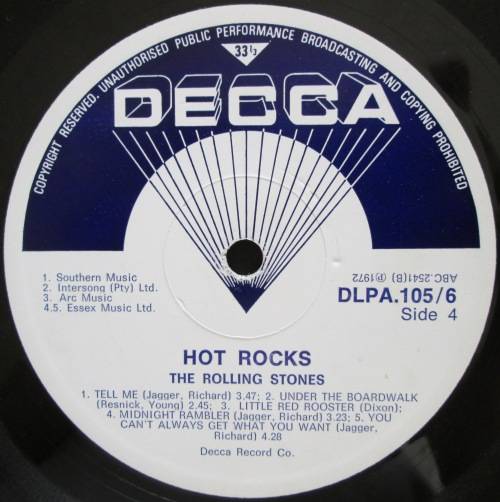 COPYRIGHT RESERVED. UNAUTHORISED PUBLIC PERFORMANCE BROADCASTING AND COPYING PROHIBITED
33 1/3
DECCA
1. Southern Music
2. Intersong (Pty) Ltd.
3. Arc Music
4.5. Essex Music Ltd.
ABC.2541(B) Ⓟ1972
DLPA.105/6
Side 4
HOT ROCKS
THE ROLLING STONES
1. TELL ME (Jagger, Richard) 3.47; 2. UNDER THE BOARDWALK
(Resnick, Young) 2.45; 3. LITTLE RED ROOSTER (Dixon);
4. MIDNIGHT RAMBLER (Jagger, Richard) 3.23; 5. YOU
CAN'T ALWAYS GET WHAT YOU WANT (Jagger,
Richard) 4.28
Decca Record Co.